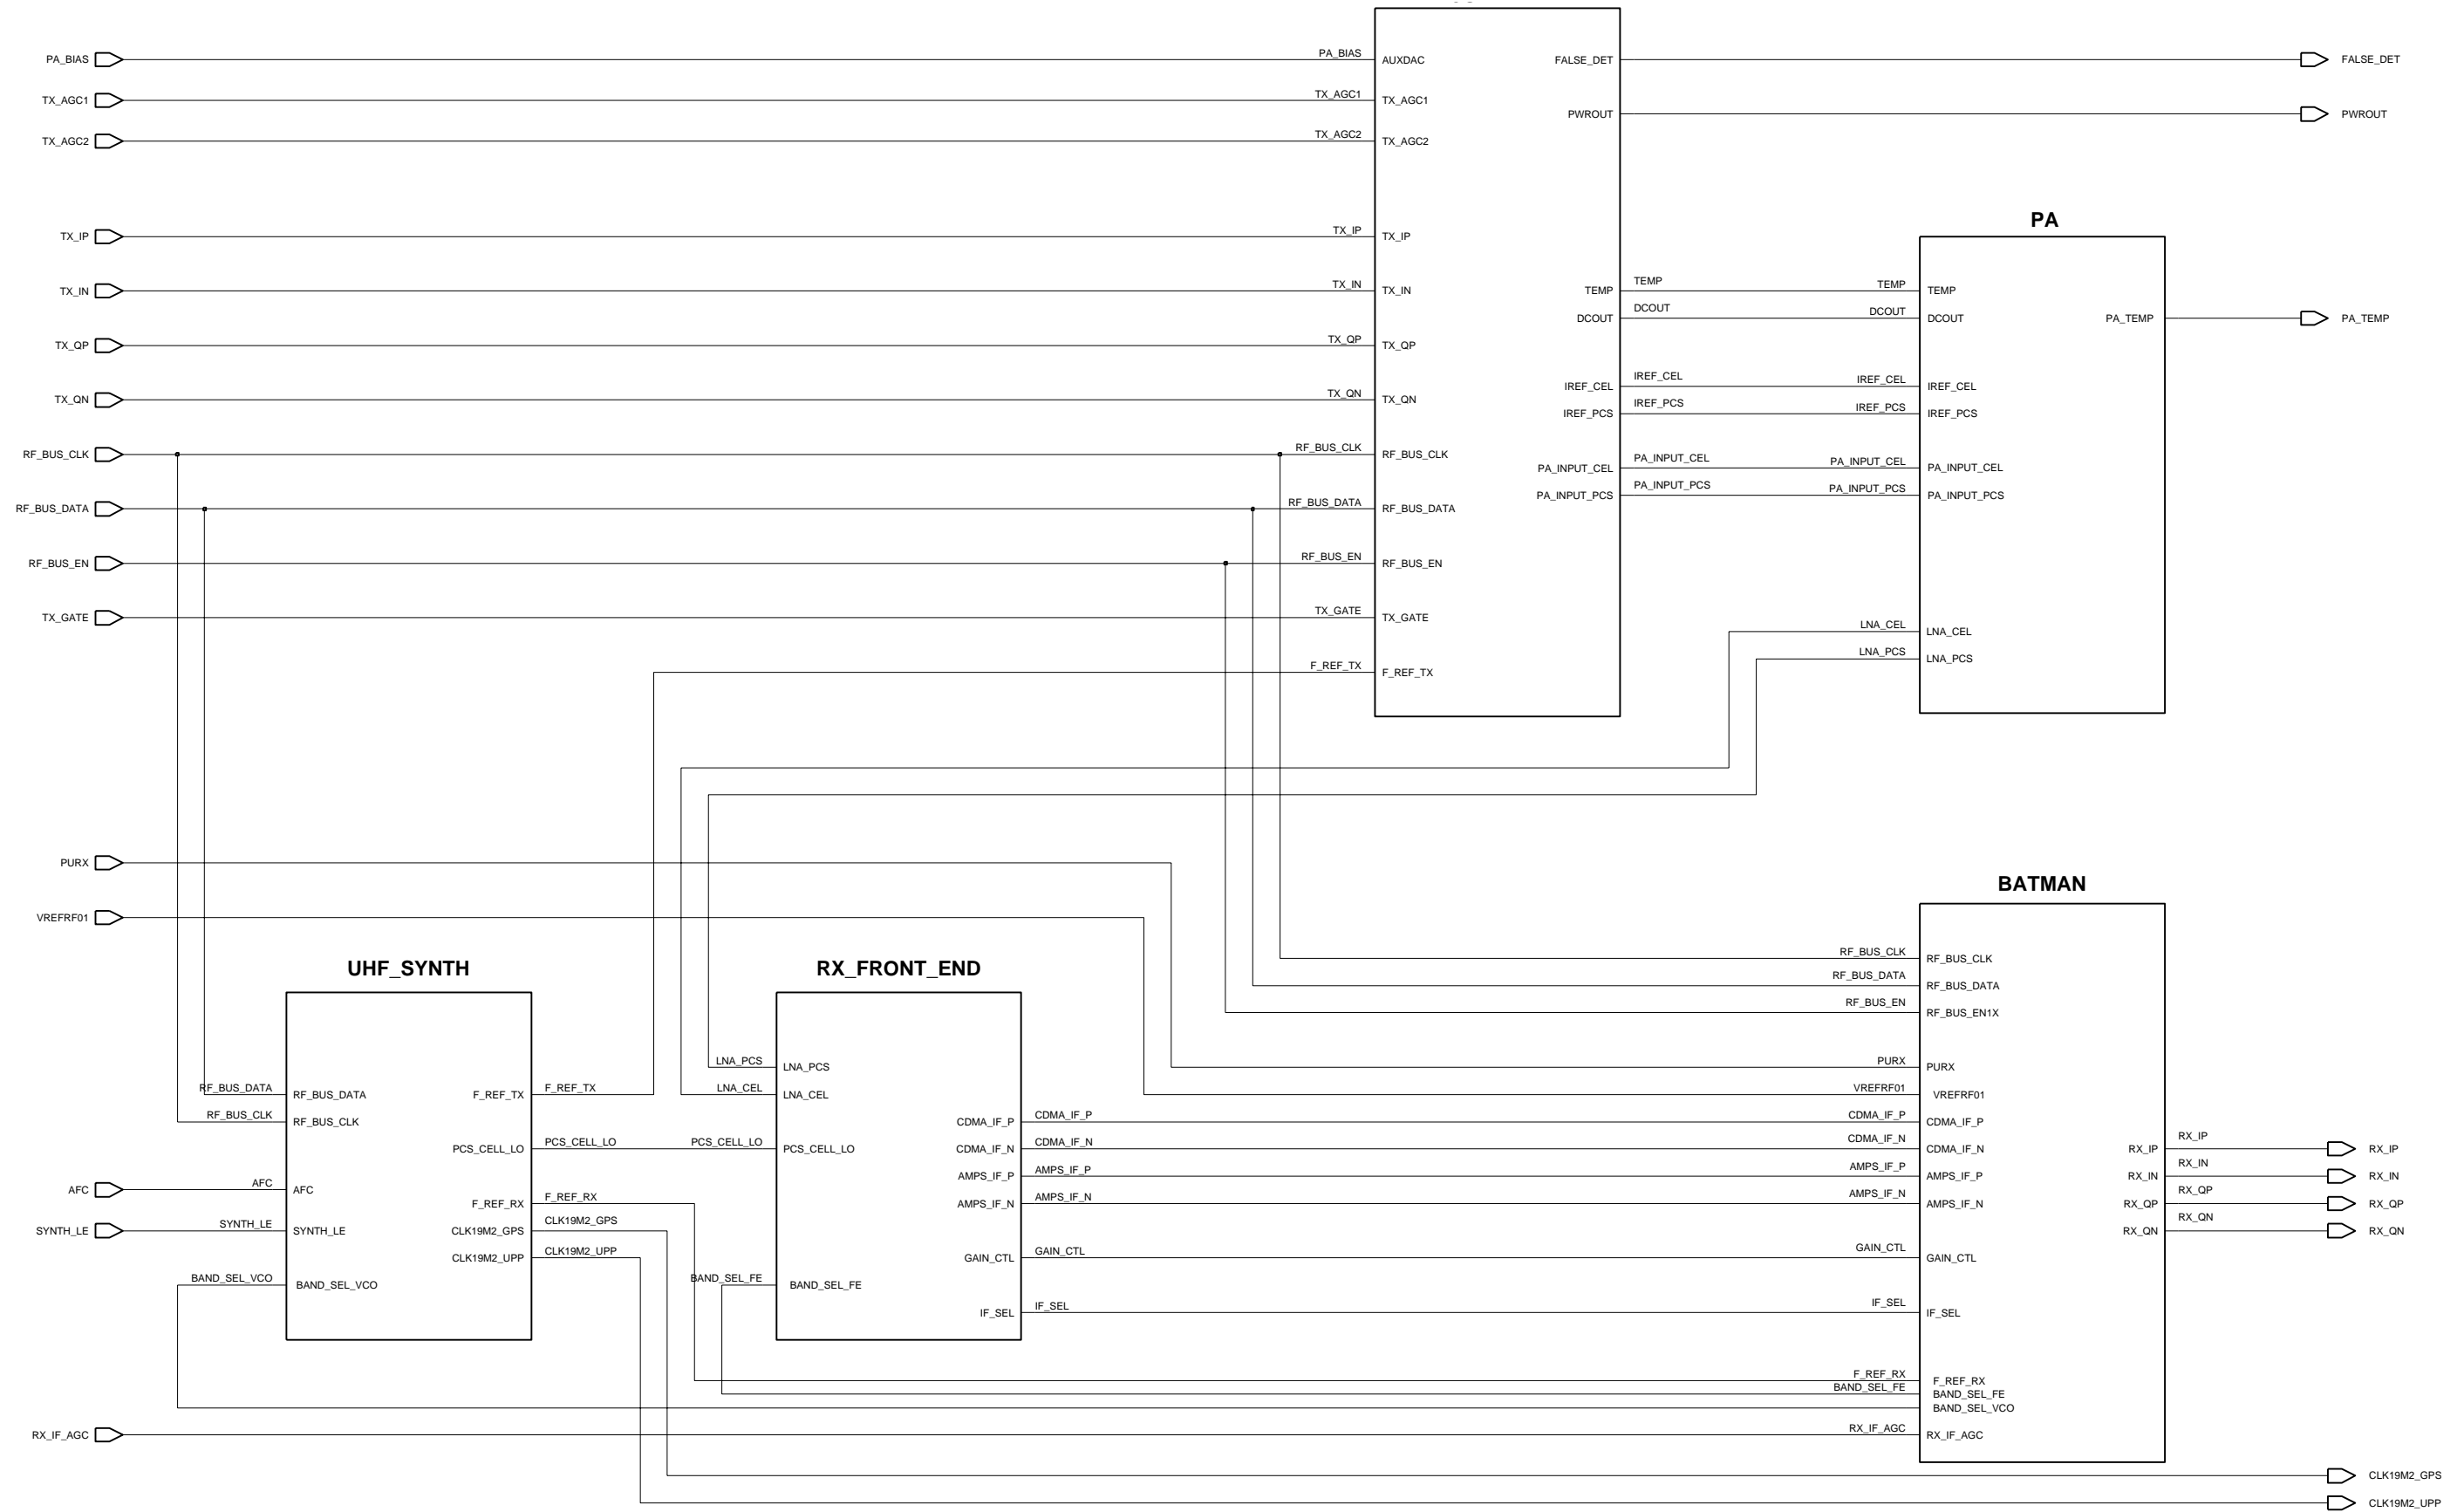 PA_BIAS PA_BIAS AUXDAC FALSE_DET FALSE_DET
TX_AGC1 TX_AGC1 TX_AGC1
PWROUT PWROUT
TX_AGC2 TX_AGC2 TX_AGC2
PA
TX_IP TX_IP TX_IP
TX_IN TX_IN TX_IN TEMP TEMP TEMP TEMP
DCOUT DCOUT DCOUT DCOUT PA_TEMP PA_TEMP
TX_QP TX_QP TX_QP
IREF_CEL IREF_CEL IREF_CEL IREF_CEL
TX_QN TX_QN TX_QN
IREF_PCS IREF_PCS IREF_PCS IREF_PCS
RF_BUS_CLK RF_BUS_CLK RF_BUS_CLK
PA_INPUT_CEL PA_INPUT_CEL PA_INPUT_CEL PA_INPUT_CEL
PA_INPUT_PCS PA_INPUT_PCS PA_INPUT_PCS PA_INPUT_PCS
RF_BUS_DATA RF_BUS_DATA RF_BUS_DATA
RF_BUS_EN RF_BUS_EN RF_BUS_EN
TX_GATE TX_GATE TX_GATE
LNA_CEL LNA_CEL
LNA_PCS LNA_PCS
F_REF_TX F_REF_TX
PURX
BATMAN
VREFRF01
RF_BUS_CLK RF_BUS_CLK
UHF_SYNTH RX_FRONT_END
RF_BUS_DATA RF_BUS_DATA
RF_BUS_EN RF_BUS_EN1X
LNA_PCS LNA_PCS PURX PURX
RF_BUS_DATA RF_BUS_DATA F_REF_TX F_REF_TX LNA_CEL LNA_CEL VREFRF01 VREFRF01
RF_BUS_CLK RF_BUS_CLK CDMA_IF_P CDMA_IF_P CDMA_IF_P CDMA_IF_P
PCS_CELL_LO PCS_CELL_LO PCS_CELL_LO PCS_CELL_LO CDMA_IF_N CDMA_IF_N CDMA_IF_N CDMA_IF_N RX_IP RX_IP RX_IP
AMPS_IF_P AMPS_IF_P AMPS_IF_P AMPS_IF_P RX_IN RX_IN RX_IN
AFC AFC AFC
F_REF_RX F_REF_RX AMPS_IF_N AMPS_IF_N AMPS_IF_N AMPS_IF_N RX_QP RX_QP RX_QP
SYNTH_LE SYNTH_LE SYNTH_LE CLK19M2_GPS CLK19M2_GPS RX_QN RX_QN RX_QN
CLK19M2_UPP CLK19M2_UPP GAIN_CTL GAIN_CTL GAIN_CTL GAIN_CTL
BAND_SEL_VCO BAND_SEL_VCO BAND_SEL_FE BAND_SEL_FE
IF_SEL IF_SEL IF_SEL IF_SEL
F_REF_RX F_REF_RX
BAND_SEL_FE BAND_SEL_FE
BAND_SEL_VCO
RX_IF_AGC RX_IF_AGC RX_IF_AGC
CLK19M2_GPS
CLK19M2_UPP